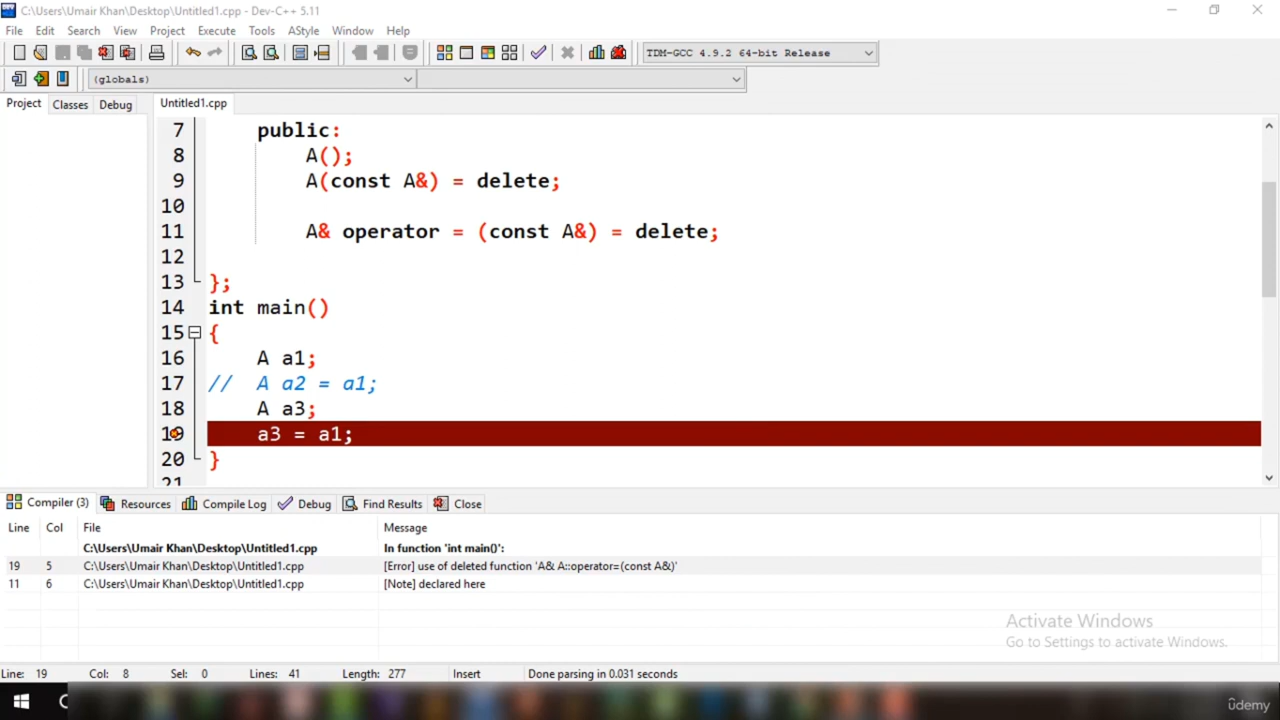 C:\Users\Umair Khan\Desktop\Untitled1.cpp - Dev-C++ 5.11
File Edit Search View Project Execute Tools AStyle Window Help
TDM-GCC 4.9.2 64-bit Release
(globals)
Project Classes Debug Untitled1.cpp
7 public:
8 A();
9 A(const A&) = delete;
10
11 A& operator = (const A&) = delete;
12
13 };
14 int main()
15 {
16 A a1;
17 // A a2 = a1;
18 A a3;
19 a3 = a1;
20 }
21
Compiler (3) Resources Compile Log Debug Find Results Close
Line Col File Message
C:\Users\Umair Khan\Desktop\Untitled1.cpp In function 'int main()':
19 5 C:\Users\Umair Khan\Desktop\Untitled1.cpp [Error] use of deleted function 'A& A::operator=(const A&)'
11 6 C:\Users\Umair Khan\Desktop\Untitled1.cpp [Note] declared here
Activate Windows
Go to Settings to activate Windows.
Line: 19 Col: 8 Sel: 0 Lines: 41 Length: 277 Insert Done parsing in 0.031 seconds
ûdemy